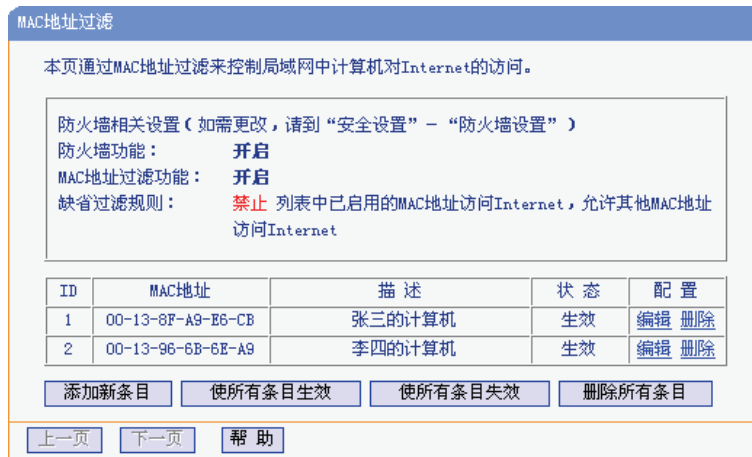 MAC地址过滤
本页通过MAC地址过滤来控制局域网中计算机对Internet的访问。
防火墙相关设置(如需更改,请到“安全设置”-“防火墙设置”)
防火墙功能: 开启
MAC地址过滤功能: 开启
缺省过滤规则: 禁止 列表中已启用的MAC地址访问Internet,允许其他MAC地址
访问Internet
ID MAC地址 描 述 状 态 配 置
1 00-13-8F-A9-E6-CB 张三的计算机 生效 编辑 删除
2 00-13-96-6B-6E-A9 李四的计算机 生效 编辑 删除
添加新条目 使所有条目生效 使所有条目失效 删除所有条目
上一页 下一页 帮 助